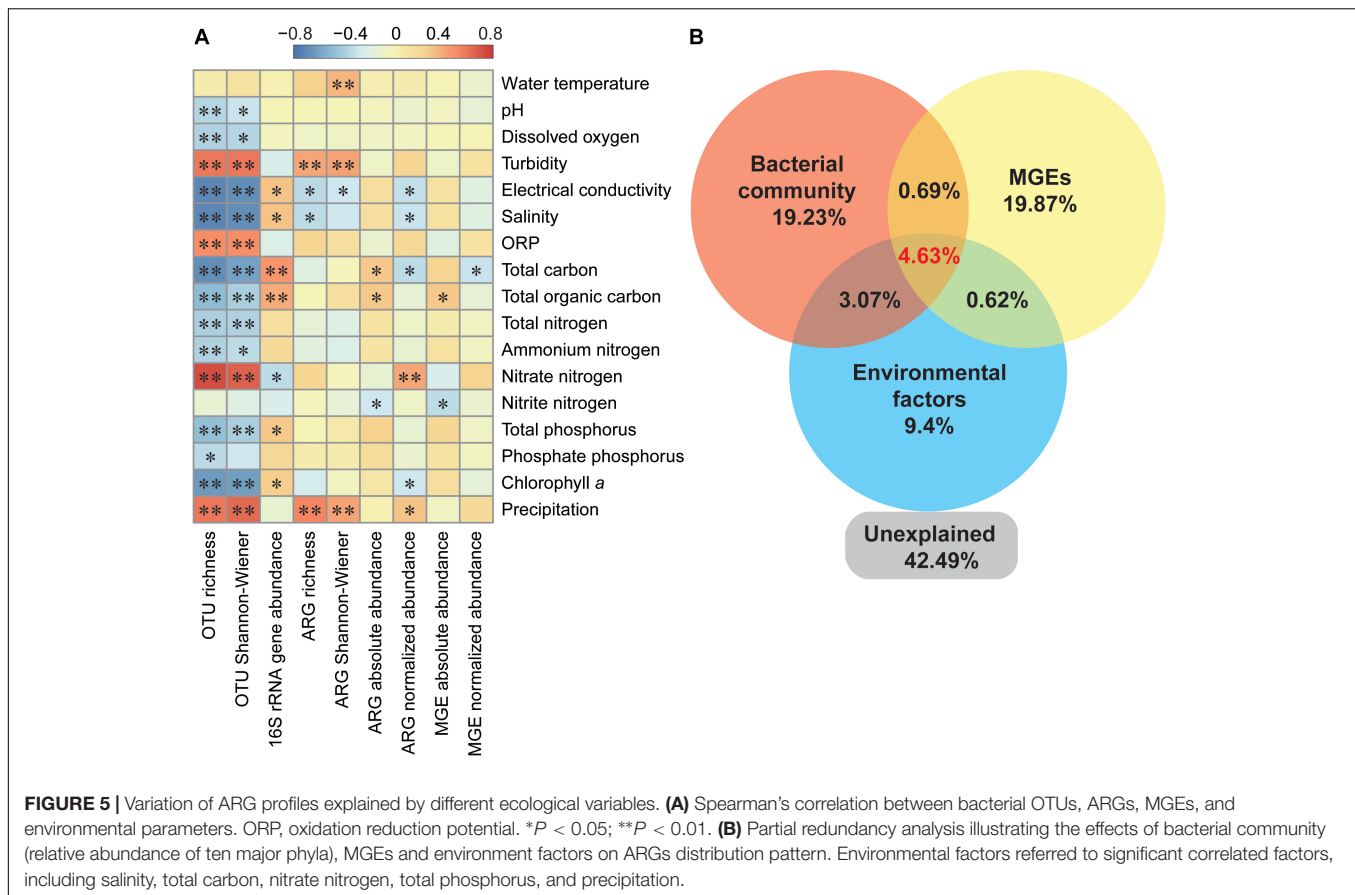 A
−0.8 −0.4 0 0.4 0.8
Water temperature
**
pH
** *
Dissolved oxygen
** *
Turbidity
** ** ** **
Electrical conductivity
** ** * * * *
Salinity
** ** * * *
ORP
** **
Total carbon
** ** ** * * *
Total organic carbon
** ** ** * *
Total nitrogen
** **
Ammonium nitrogen
** *
Nitrate nitrogen
** ** * **
Nitrite nitrogen
* *
Total phosphorus
** ** *
Phosphate phosphorus
*
Chlorophyll a
** ** * *
Precipitation
** ** ** ** *
OTU richness
OTU Shannon-Wiener
16S rRNA gene abundance
ARG richness
ARG Shannon-Wiener
ARG absolute abundance
ARG normalized abundance
MGE absolute abundance
MGE normalized abundance
B
Bacterial
community
19.23%
0.69%
MGEs
19.87%
4.63%
3.07%
0.62%
Environmental
factors
9.4%
Unexplained
42.49%
FIGURE 5 | Variation of ARG profiles explained by different ecological variables. (A) Spearman's correlation between bacterial OTUs, ARGs, MGEs, and
environmental parameters. ORP, oxidation reduction potential. *P < 0.05; **P < 0.01. (B) Partial redundancy analysis illustrating the effects of bacterial community
(relative abundance of ten major phyla), MGEs and environment factors on ARGs distribution pattern. Environmental factors referred to significant correlated factors,
including salinity, total carbon, nitrate nitrogen, total phosphorus, and precipitation.